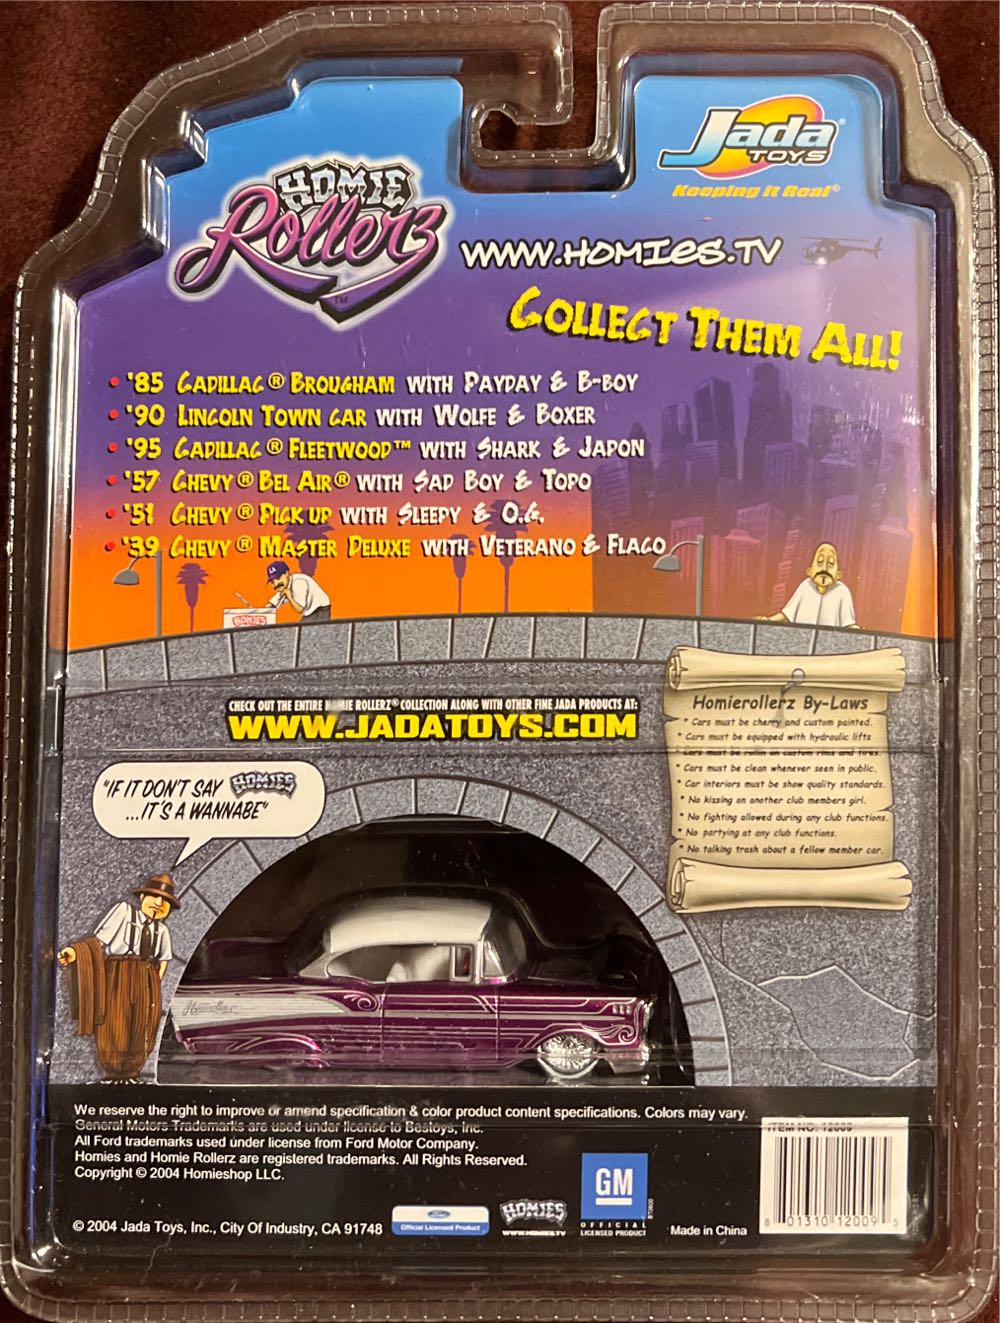 HOMIE
Rollerz
TM
Jada
TOYS
Keeping it Real®
WWW.HOMIES.TV
COLLECT THEM ALL!
• '85 CADILLAC® BROUGHAM WITH PAYDAY & B-BOY
• '90 LINCOLN TOWN CAR WITH WOLFE & BOXER
• '95 CADILLAC® FLEETWOOD™ WITH SHARK & JAPON
• '57 CHEVY® BEL AIR® WITH SAD BOY & TOPO
• '51 CHEVY® PICK UP WITH SLEEPY & O.G.
• '39 CHEVY® MASTER DELUXE WITH VETERANO & FLACO
LA
HOMIES
CHECK OUT THE ENTIRE HOMIE ROLLERZ® COLLECTION ALONG WITH OTHER FINE JADA PRODUCTS AT:
WWW.JADATOYS.COM
Homierollerz By-Laws
* Cars must be cherry and custom painted.
* Cars must be equipped with hydraulic lifts
* Cars must be rollin on custom rims and tires.
* Cars must be clean whenever seen in public.
* Car interiors must be show quality standards.
* No kissing on another club members girl.
* No fighting allowed during any club functions.
* No partying at any club functions.
* No talking trash about a fellow member car.
"IF IT DON'T SAY HOMIES
...IT'S A WANNABE"
Homierollerz
We reserve the right to improve or amend specification & color product content specifications. Colors may vary.
General Motors Trademarks are used under license to Bestoys, Inc.
All Ford trademarks used under license from Ford Motor Company.
Homies and Homie Rollerz are registered trademarks. All Rights Reserved.
Copyright © 2004 Homieshop LLC.
© 2004 Jada Toys, Inc., City Of Industry, CA 91748
Ford
Official Licensed Product
HOMIES
WWW.HOMIES.TV
GM
OFFICIAL
LICENSED PRODUCT
Made in China
ITEM NO. 12009
8 01310 12009 5